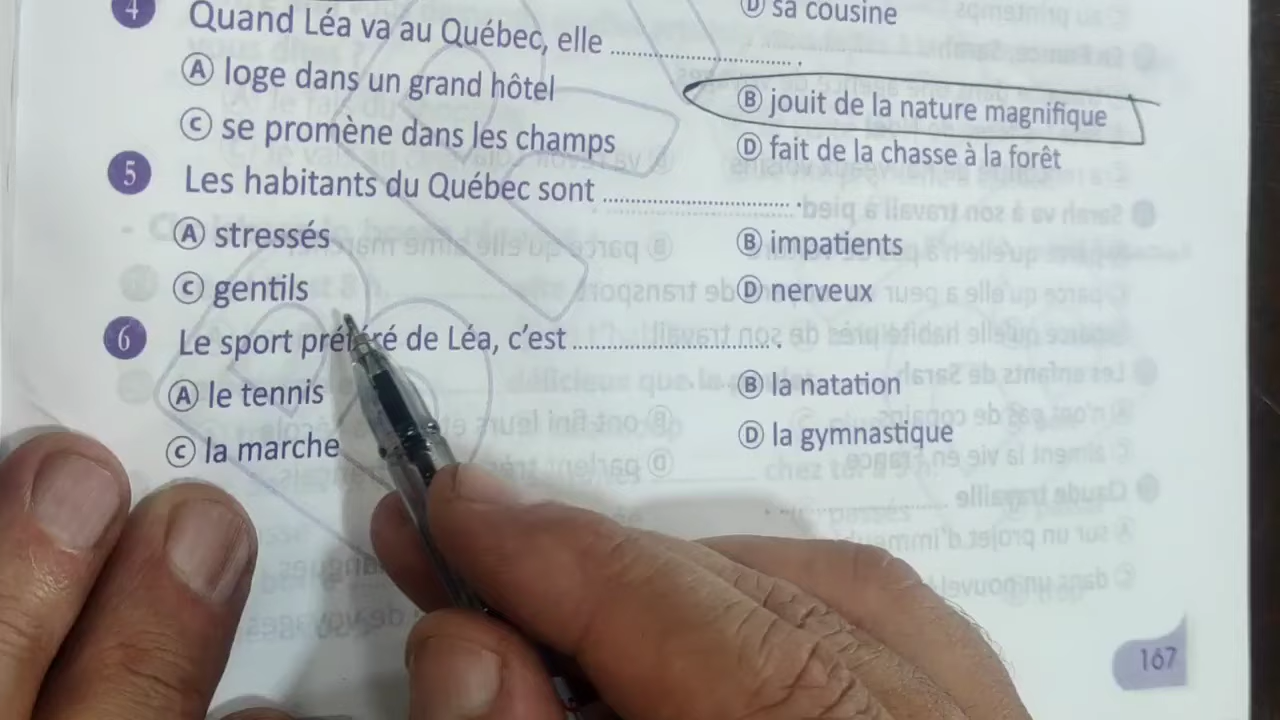 4 Quand Léa va au Québec, elle .................... .
D sa cousine
A loge dans un grand hôtel
B jouit de la nature magnifique
C se promène dans les champs
D fait de la chasse à la forêt
5 Les habitants du Québec sont .................... .
A stressés
B impatients
C gentils
D nerveux
6 Le sport préféré de Léa, c'est .................... .
A le tennis
B la natation
C la marche
D la gymnastique
167